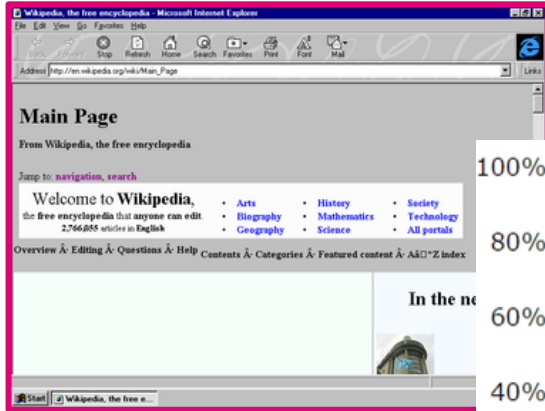 Wikipedia, the free encyclopedia - Microsoft Internet Explorer
File Edit View Go Favorites Help
Back Forward Stop Refresh Home Search Favorites Print Font Mail
Address http://en.wikipedia.org/wiki/Main_Page Links
Main Page
From Wikipedia, the free encyclopedia
Jump to: navigation, search
Welcome to Wikipedia,
the free encyclopedia that anyone can edit.
2,766,055 articles in English
• Arts • History • Society
• Biography • Mathematics • Technology
• Geography • Science • All portals
Overview Â· Editing Â· Questions Â· Help
Contents Â· Categories Â· Featured content Â· Aâ□“Z index
In the ne
Start Wikipedia, the free e...
100%
80%
60%
40%